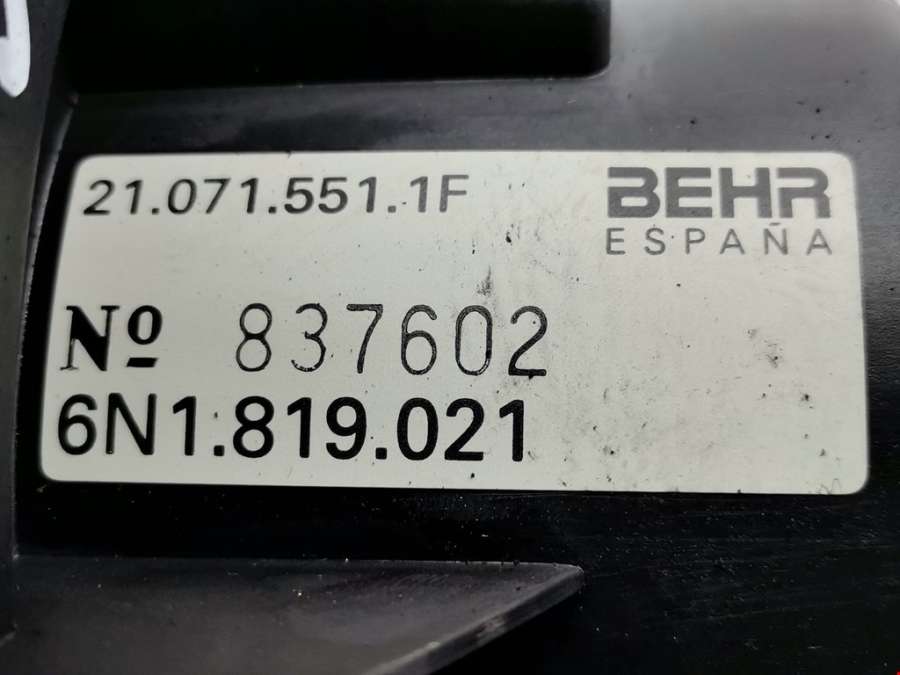 21.071.551.1F
BEHR
ESPAÑA
Nº 837602
6N1.819.021